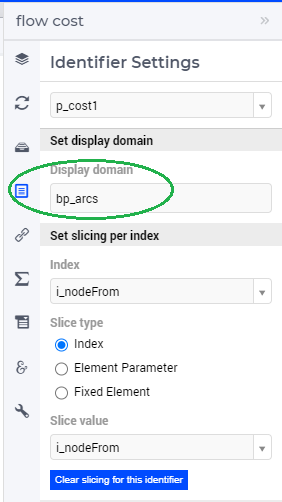 flow cost »
Identifier Settings
p_cost1
Set display domain
Display domain
bp_arcs
Set slicing per index
Index
i_nodeFrom
Slice type
Index
Element Parameter
Fixed Element
Slice value
i_nodeFrom
Clear slicing for this identifier